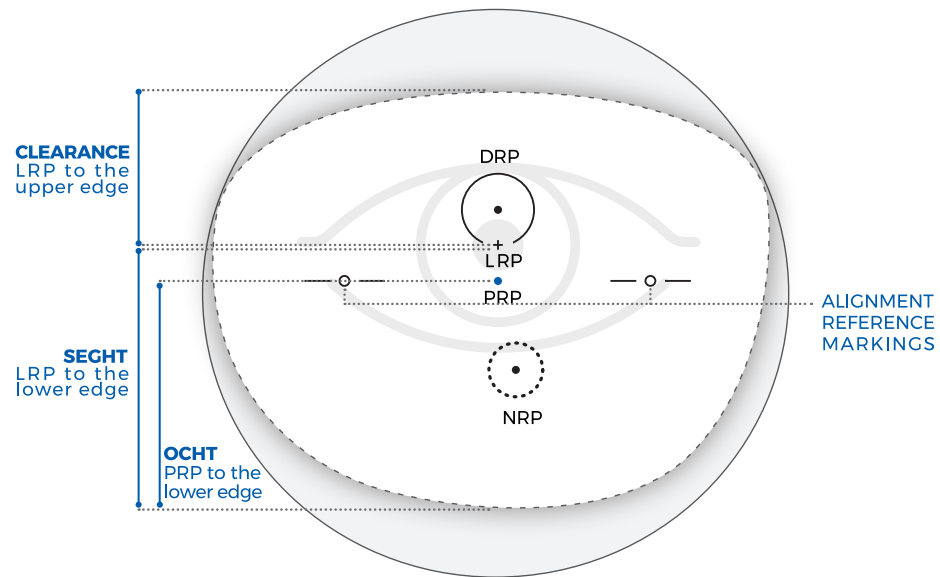 CLEARANCE
LRP to the
upper edge
DRP
LRP
PRP
ALIGNMENT
REFERENCE
MARKINGS
SEGHT
LRP to the
lower edge
NRP
OCHT
PRP to the
lower edge